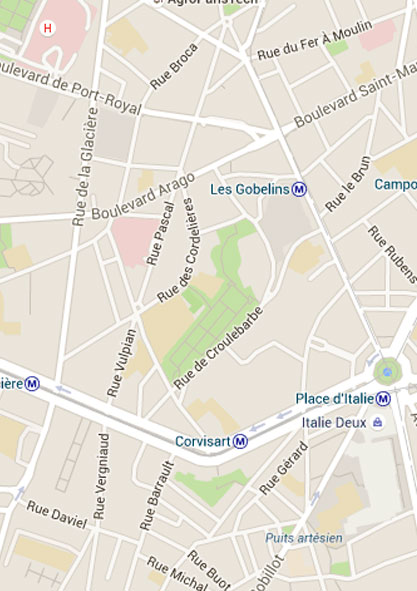 AgroParisTech
H
Rue du Fer À Moulin
Rue Broca
Boulevard de Port-Royal
Boulevard Saint-Ma
Rue de la Glacière
Boulevard Arago
Les Gobelins M
Rue le Brun
Campo
Rue Pascal
Rue des Cordelières
Rue Rubens
Rue Vulpian
Rue de Croulebarbe
ière M
Place d'Italie M
Italie Deux
Corvisart M
Rue Vergniaud
Rue Barrault
Rue Gérard
Rue Daviel
Puits artésien
Rue Buot
obillot
Rue Michal